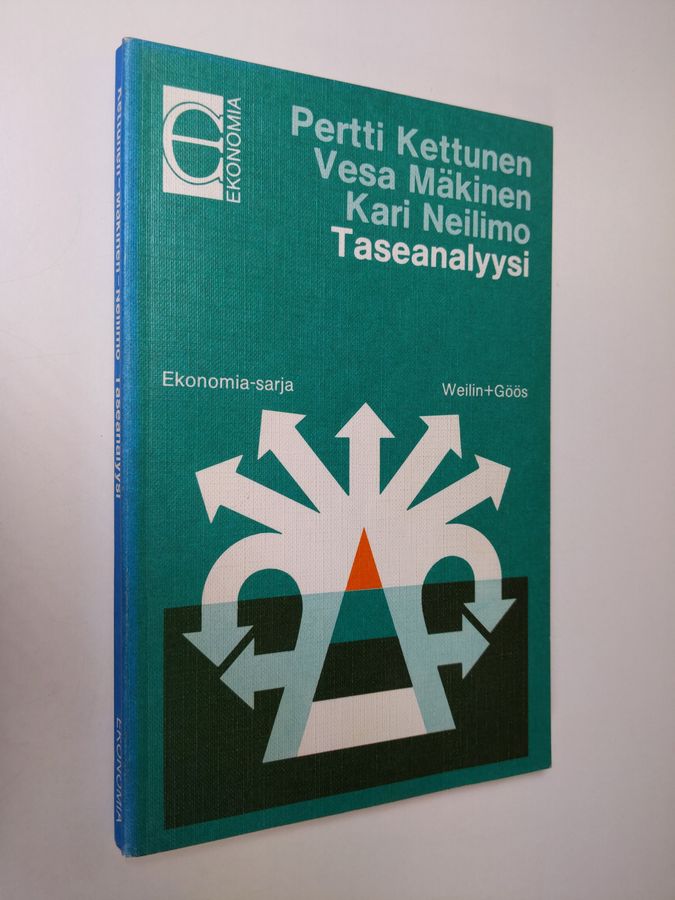 EKONOMIA
Pertti Kettunen
Vesa Mäkinen
Kari Neilimo
Taseanalyysi
Ekonomia-sarja
Weilin+Göös
Kettunen – Mäkinen – Neilimo Taseanalyysi
EKONOMIA